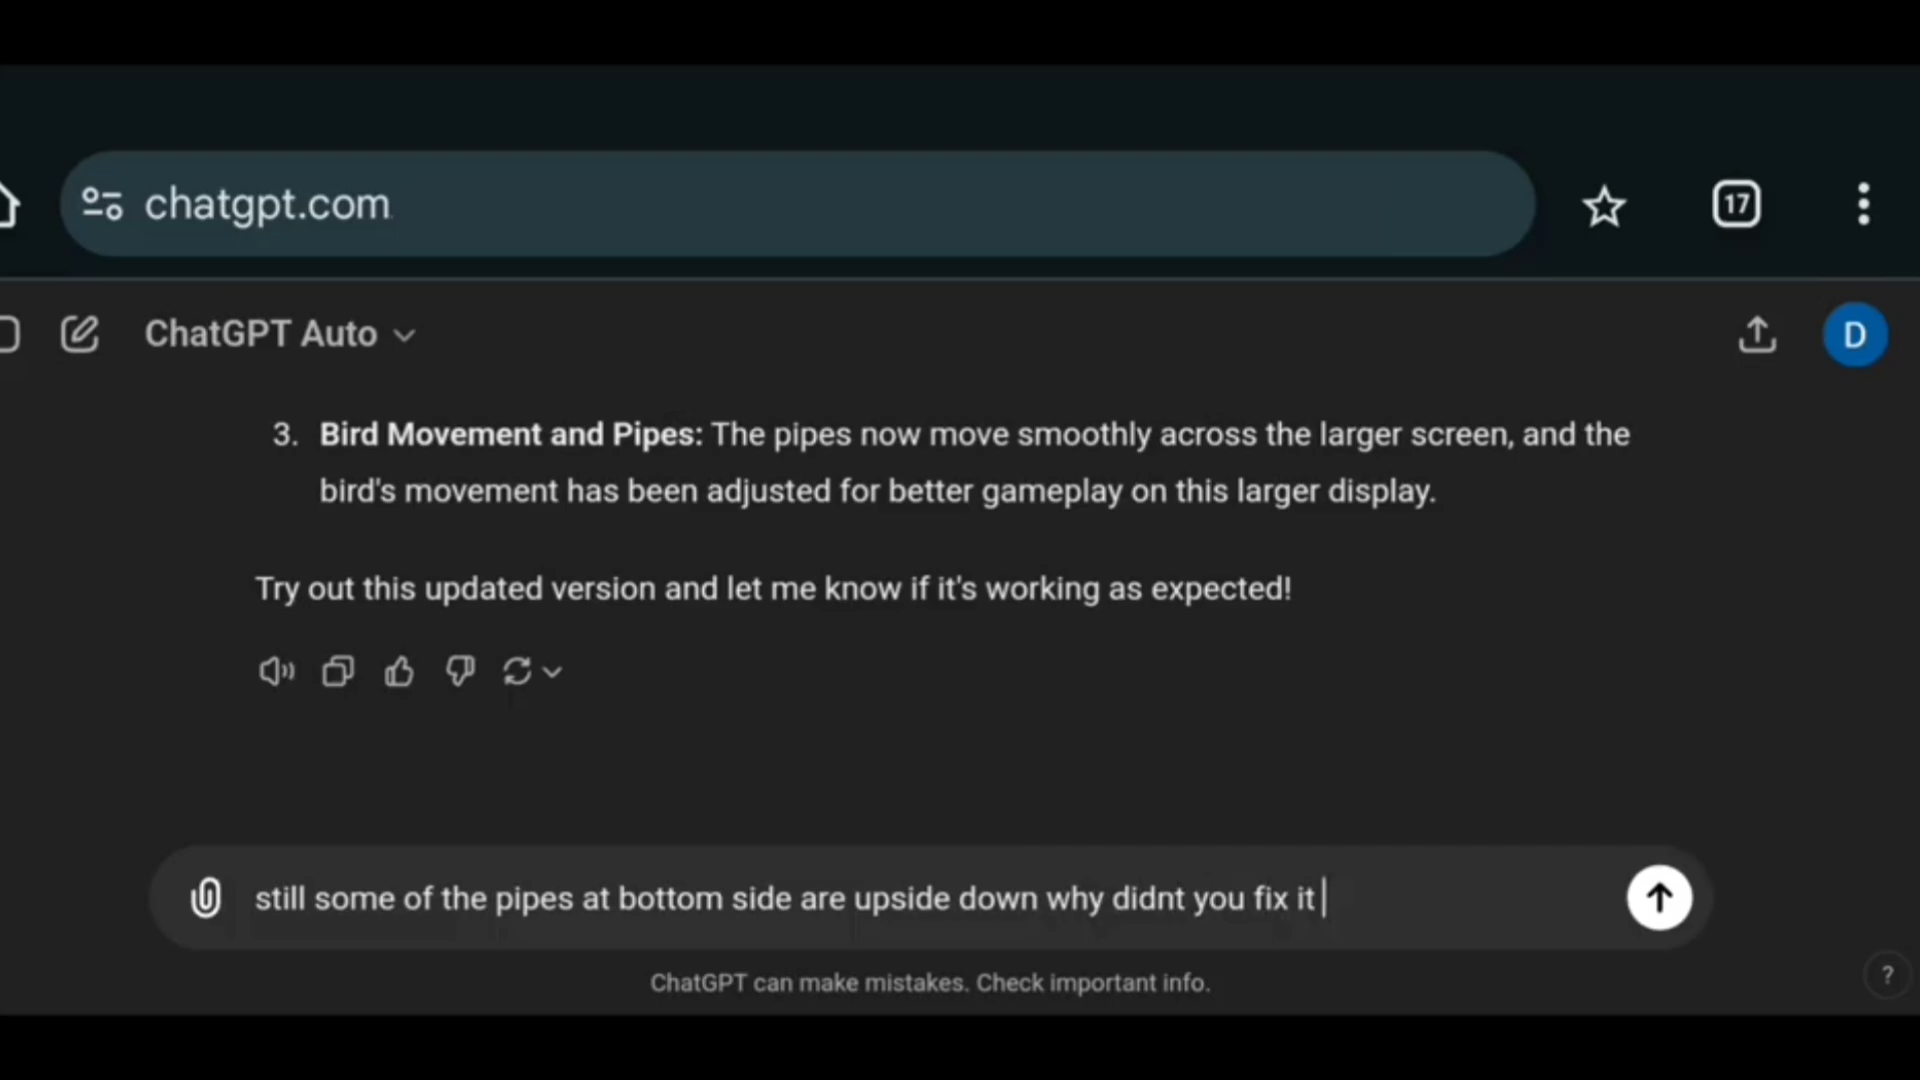 chatgpt.com
17
ChatGPT Auto
D
3. Bird Movement and Pipes: The pipes now move smoothly across the larger screen, and the
bird's movement has been adjusted for better gameplay on this larger display.
Try out this updated version and let me know if it's working as expected!
still some of the pipes at bottom side are upside down why didnt you fix it
ChatGPT can make mistakes. Check important info.
?